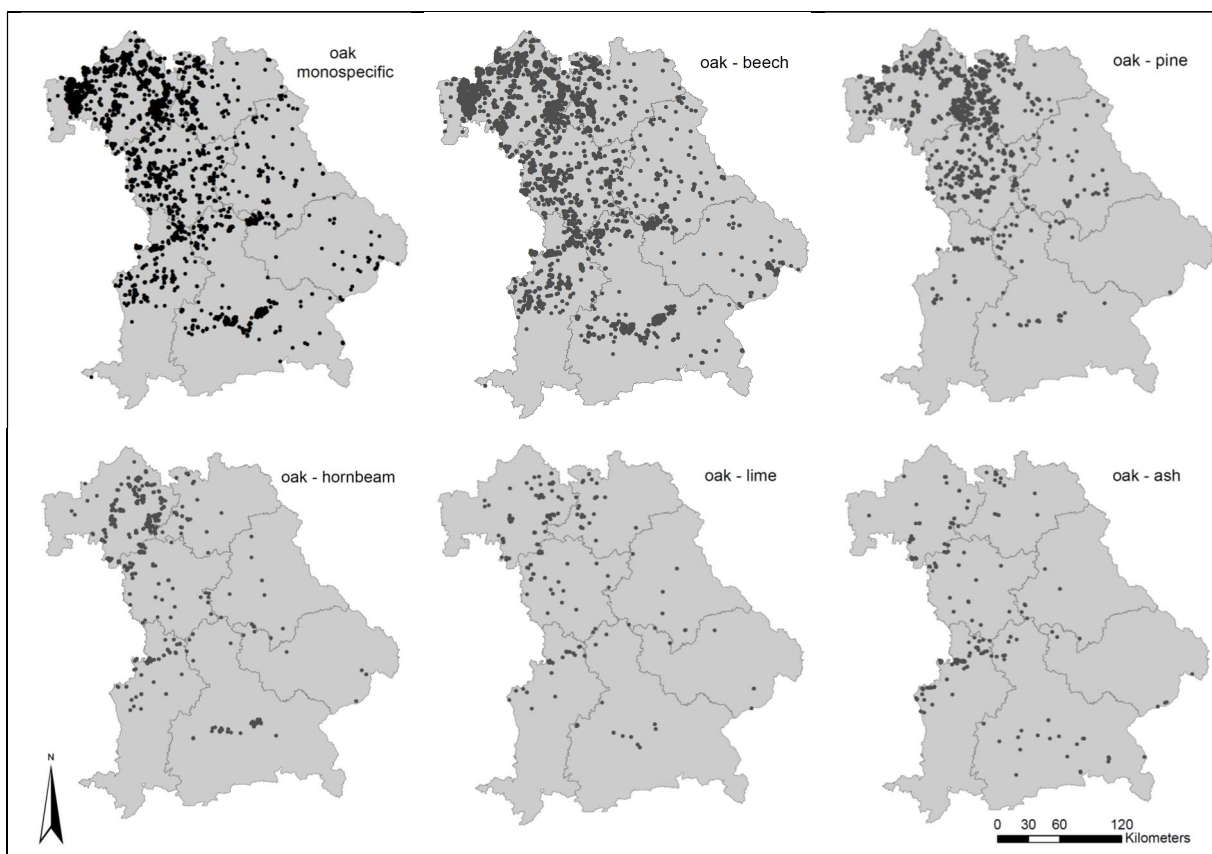 oak
monospecific
oak - beech
oak - pine
oak - hornbeam
oak - lime
oak - ash
N
0 30 60 120
Kilometers